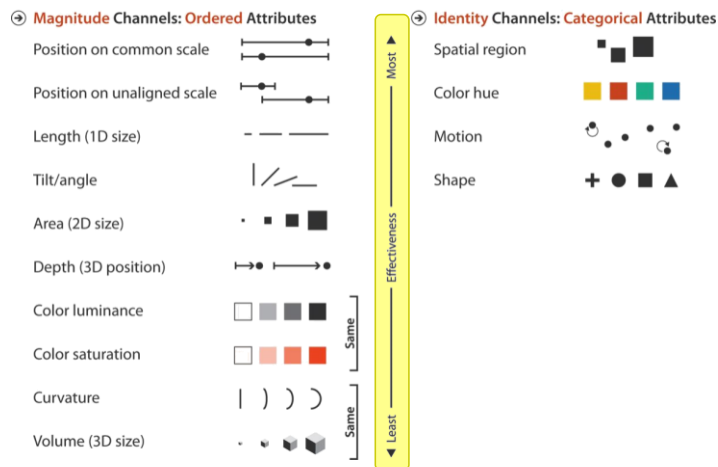 Magnitude Channels: Ordered Attributes
Position on common scale
Position on unaligned scale
Length (1D size)
Tilt/angle
Area (2D size)
Depth (3D position)
Color luminance
Color saturation
Same
Curvature
Volume (3D size)
Same
Most
Effectiveness
Least
Identity Channels: Categorical Attributes
Spatial region
Color hue
Motion
Shape